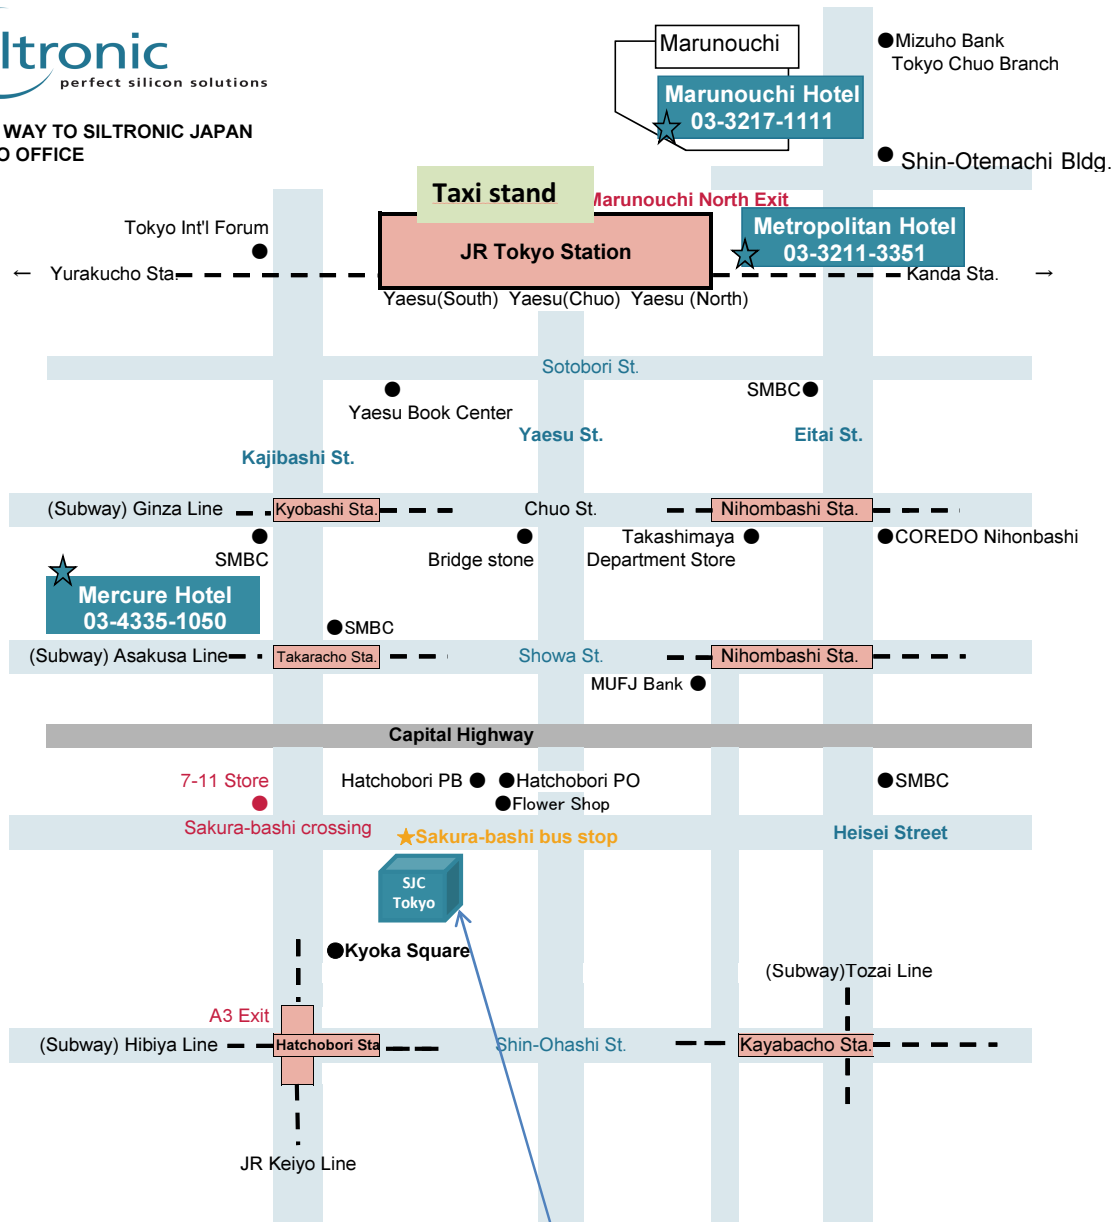 ltronic
perfect silicon solutions
WAY TO SILTRONIC JAPAN
O OFFICE
Marunouchi
Mizuho Bank
Tokyo Chuo Branch
Marunouchi Hotel
03-3217-1111
Shin-Otemachi Bldg.
Taxi stand
Marunouchi North Exit
Tokyo Int'l Forum
JR Tokyo Station
Metropolitan Hotel
03-3211-3351
← Yurakucho Sta.
Kanda Sta. →
Yaesu(South) Yaesu(Chuo) Yaesu (North)
Sotobori St.
Yaesu Book Center
SMBC
Kajibashi St.
Yaesu St.
Eitai St.
(Subway) Ginza Line
Kyobashi Sta.
Chuo St.
Nihombashi Sta.
SMBC
Bridge stone
Takashimaya
Department Store
COREDO Nihonbashi
Mercure Hotel
03-4335-1050
SMBC
(Subway) Asakusa Line
Takaracho Sta.
Showa St.
Nihombashi Sta.
MUFJ Bank
Capital Highway
7-11 Store
Hatchobori PB
Hatchobori PO
Flower Shop
SMBC
Sakura-bashi crossing
Sakura-bashi bus stop
Heisei Street
SJC
Tokyo
Kyoka Square
(Subway)Tozai Line
A3 Exit
(Subway) Hibiya Line
Hatchobori Sta
Shin-Ohashi St.
Kayabacho Sta.
JR Keiyo Line